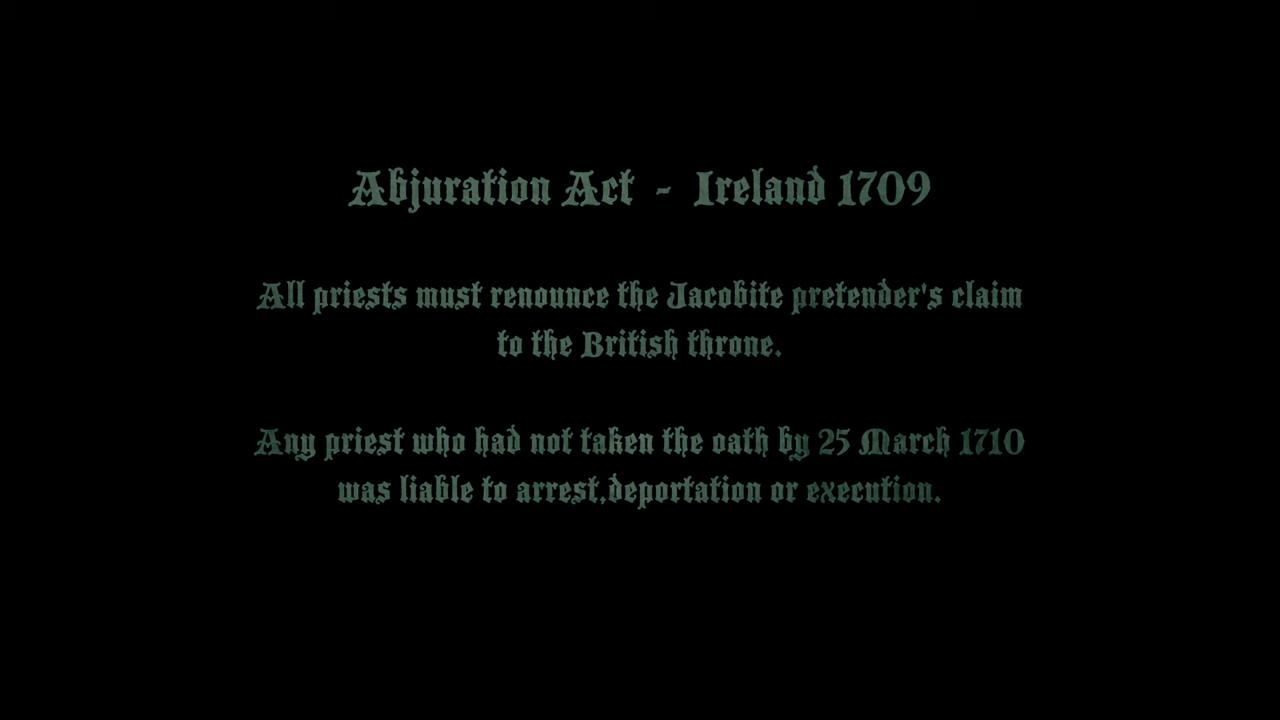 Abjuration Act - Ireland 1709
All priests must renounce the Jacobite pretender's claim
to the British throne.
Any priest who had not taken the oath by 25 March 1710
was liable to arrest,deportation or execution.